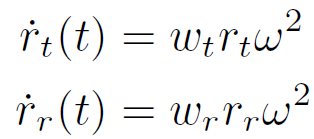 ṙ_t(t) = w_t r_t ω^2
ṙ_r(t) = w_r r_r ω^2